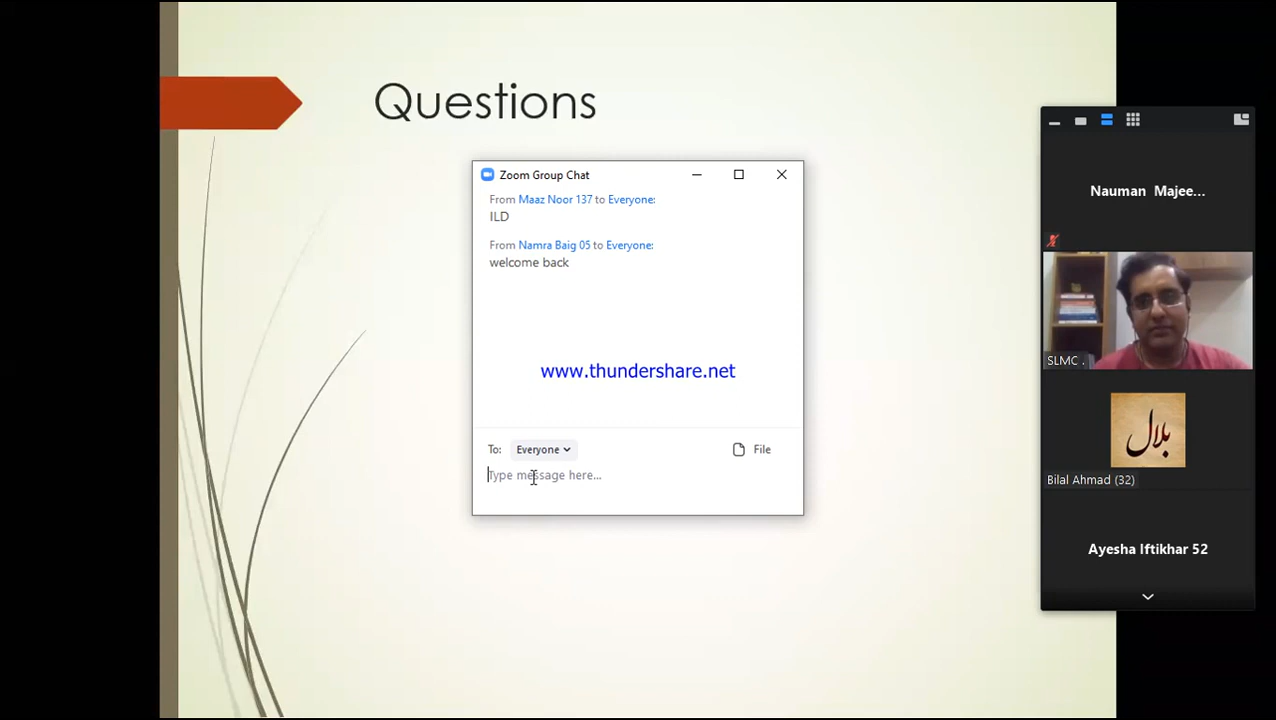 Questions
Zoom Group Chat
From Maaz Noor 137 to Everyone:
ILD
From Namra Baig 05 to Everyone:
welcome back
www.thundershare.net
To: Everyone File
Type message here...
Nauman Majee...
SLMC .
بلال
Bilal Ahmad (32)
Ayesha Iftikhar 52